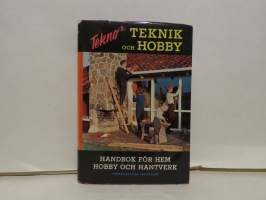 Tekno's TEKNIK
OCH HOBBY
HANDBOK FÖR HEM
HOBBY OCH HANTVERK